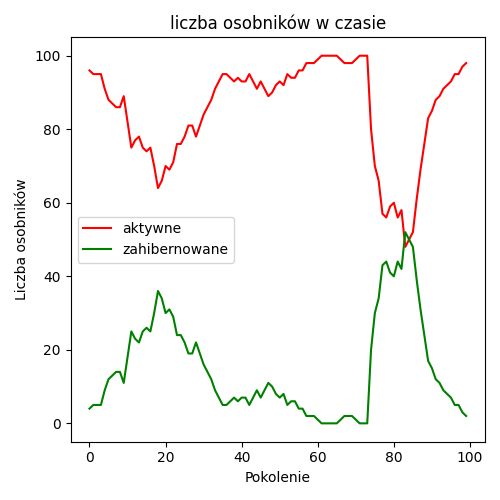 liczba osobników w czasie
Liczba osobników
100
80
60
40
20
0
aktywne
zahibernowane
0 20 40 60 80 100
Pokolenie